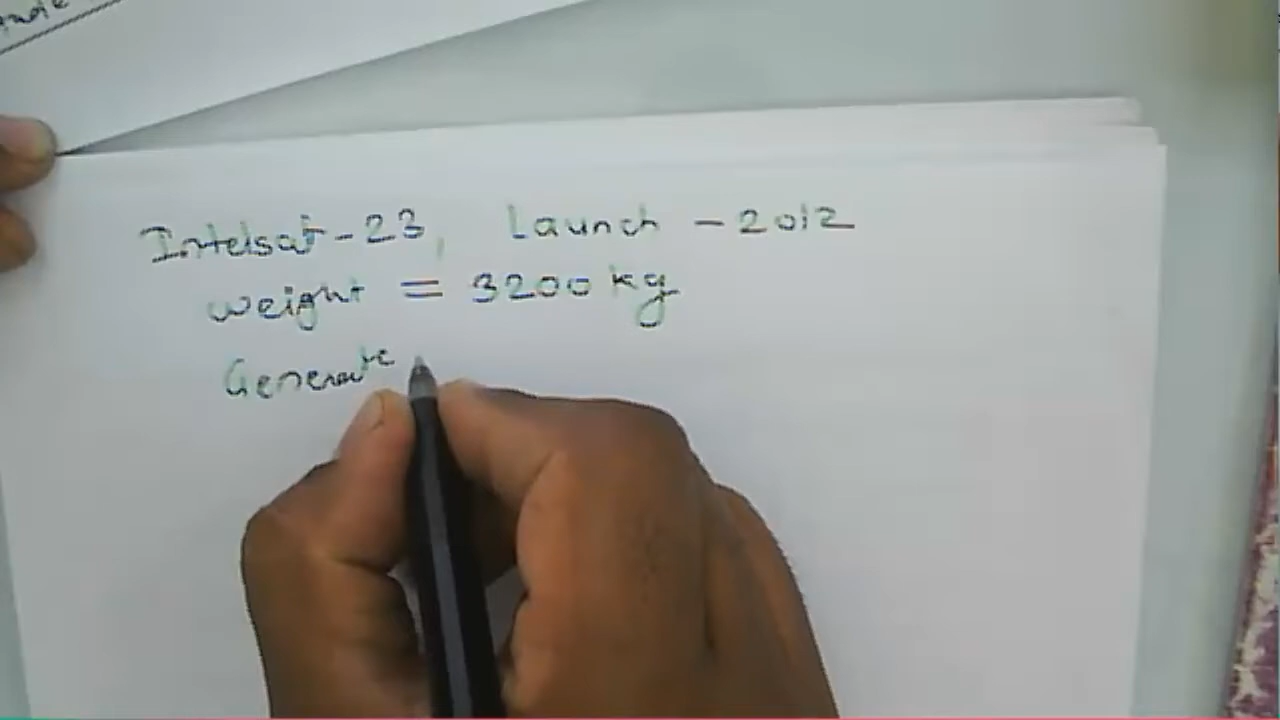 Intelsat-23, Launch - 2012
weight = 3200 kg
Generate